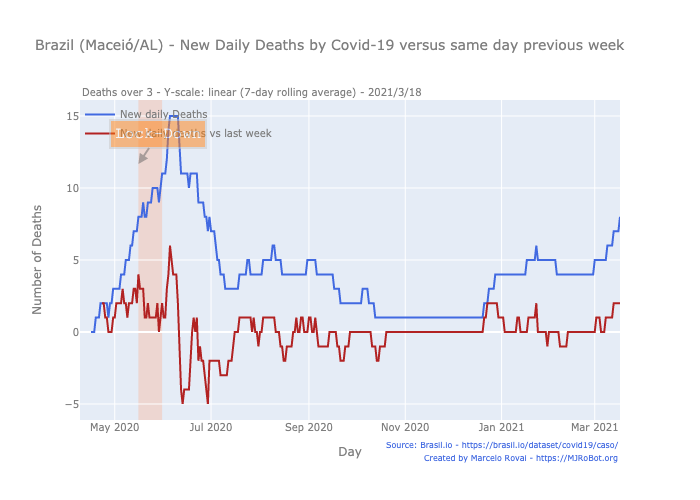 Brazil (Maceió/AL) - New Daily Deaths by Covid-19 versus same day previous week
Deaths over 3 - Y-scale: linear (7-day rolling average) - 2021/3/18
New daily Deaths
Lock Down
New daily deaths vs last week
15
10
5
0
−5
Number of Deaths
May 2020
Jul 2020
Sep 2020
Nov 2020
Jan 2021
Mar 2021
Day
Source: Brasil.io - https://brasil.io/dataset/covid19/caso/
Created by Marcelo Rovai - https://MJRoBot.org